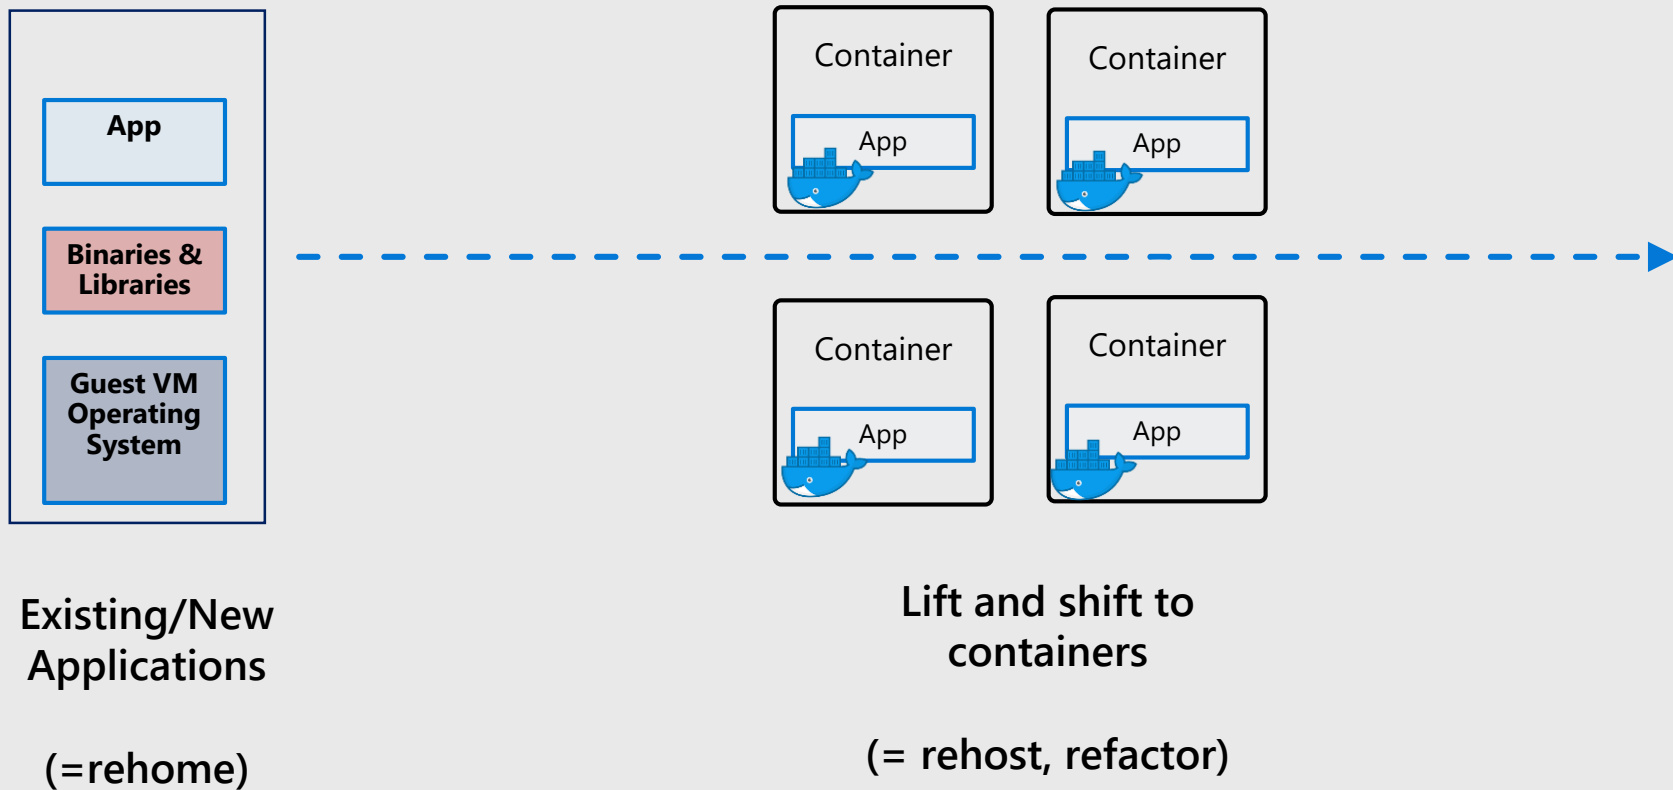 App
Binaries &
Libraries
Guest VM
Operating
System
Existing/New
Applications
(=rehome)
Container
App
Container
App
Container
App
Container
App
Lift and shift to
containers
(= rehost, refactor)